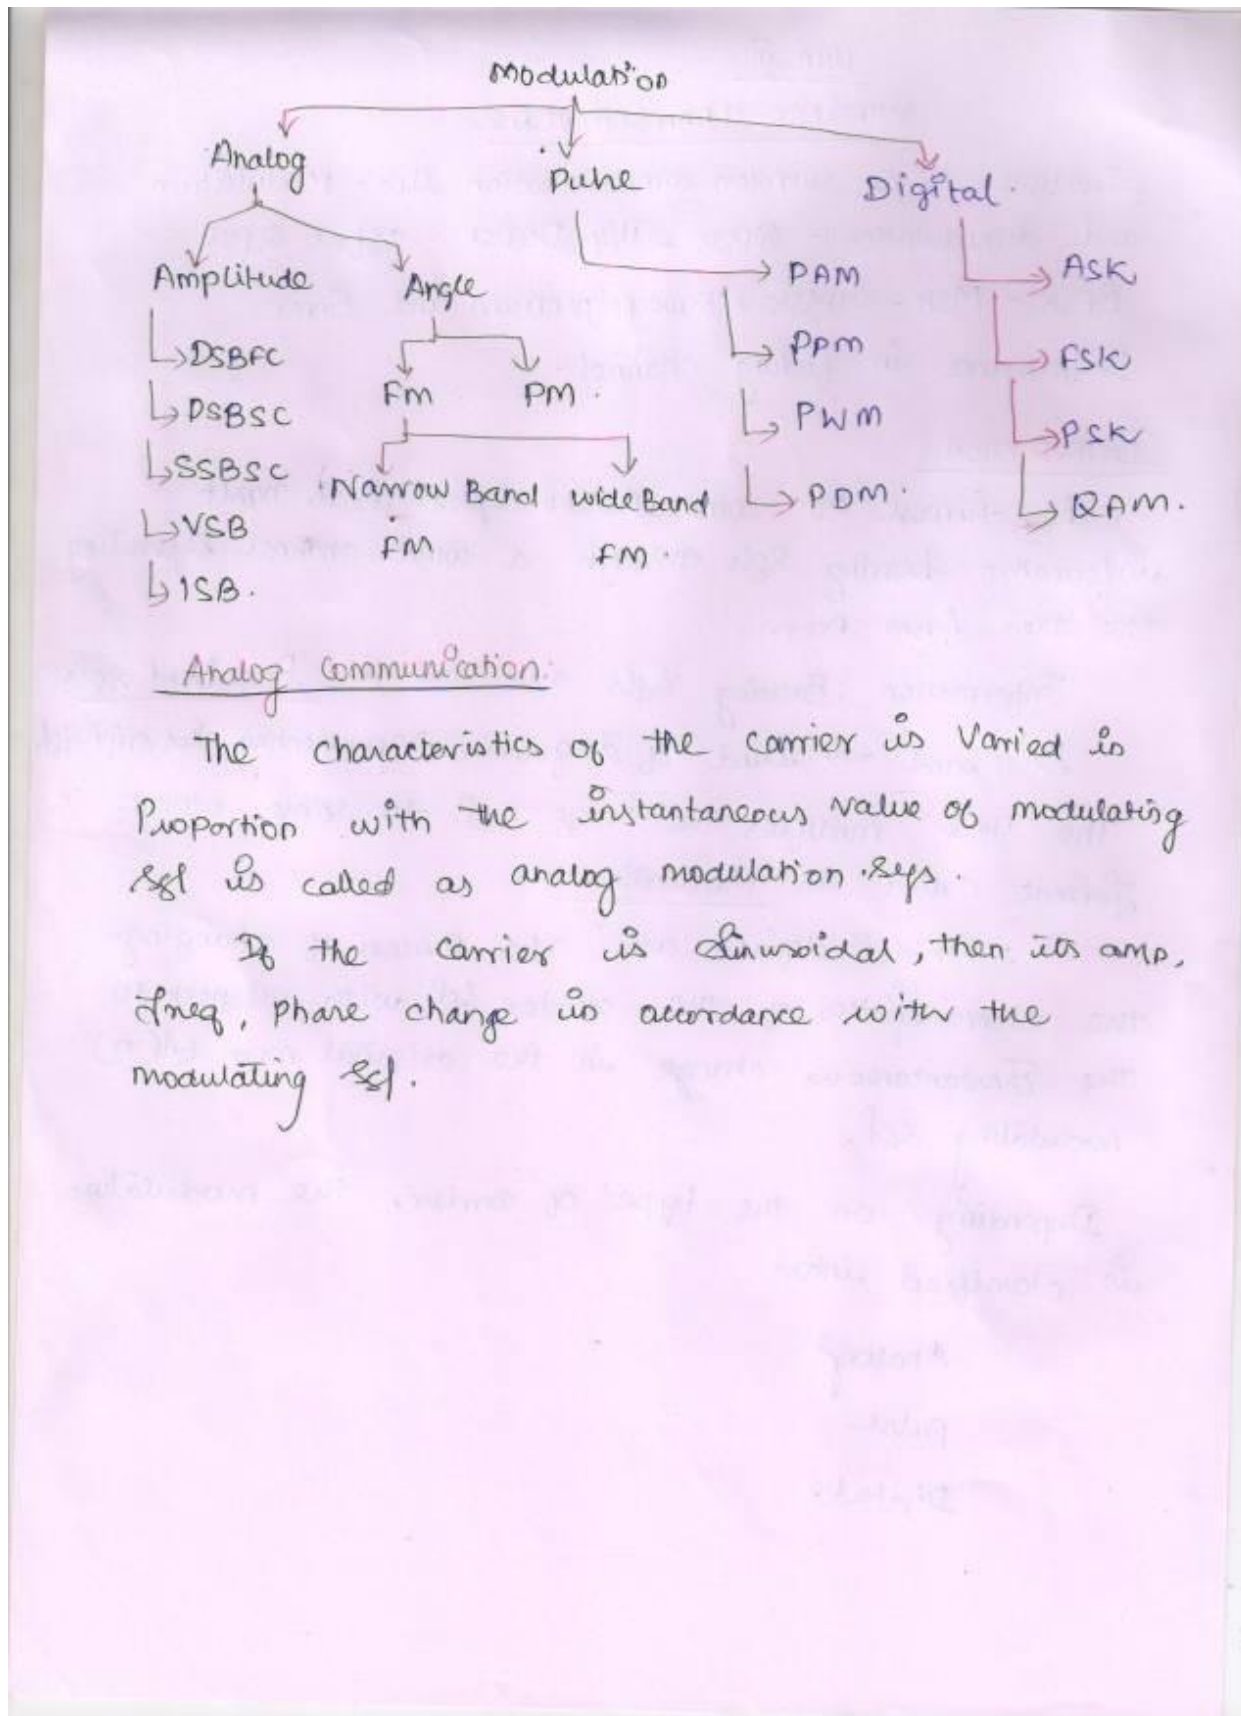 Modulation
Analog Pulse Digital.
Amplitude Angle PAM ASK
DSBFC FM PM. PPM FSK
DSBSC PWM PSK
SSBSC Narrow Band Wide Band PDM. QAM.
VSB FM FM.
ISB.
Analog Communication:
The characteristics of the carrier is varied in
Proportion with the instantaneous value of modulating
sgl is called as analog modulation sys.
If the carrier is sinusoidal, then its amp,
freq, phase change in accordance with the
modulating sgl.